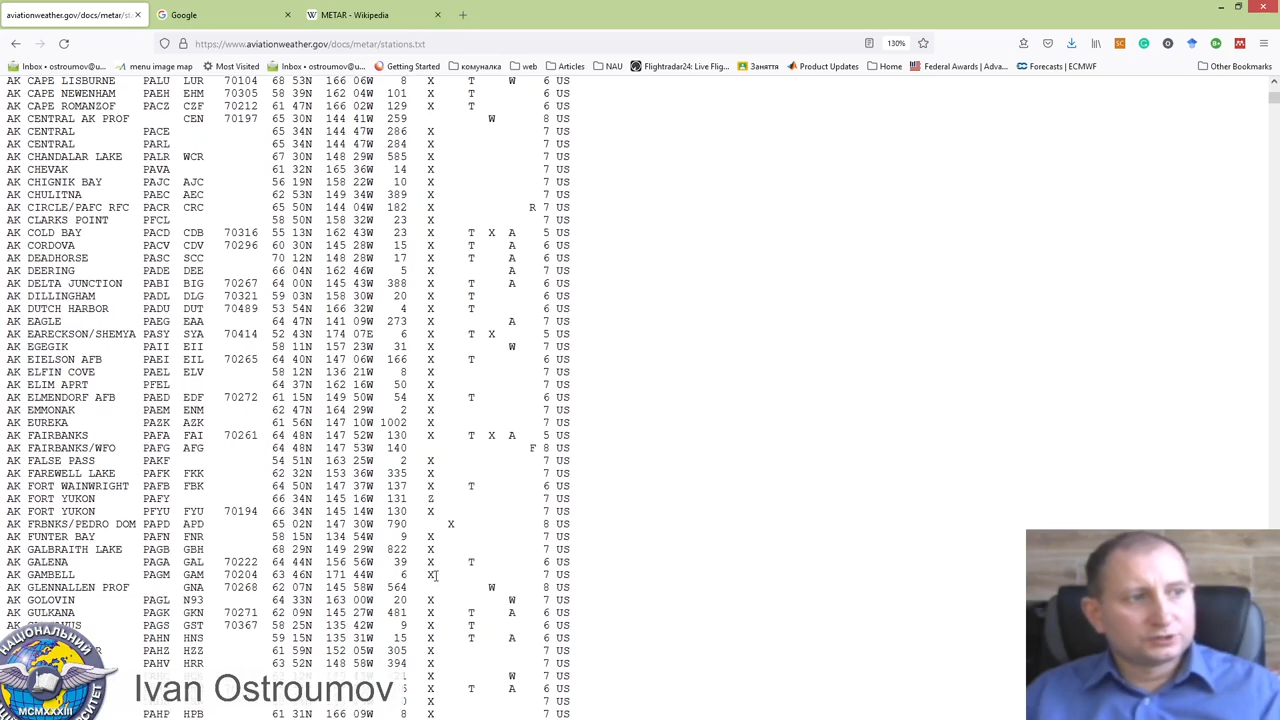 aviationweather.gov/docs/metar/st
Google
METAR - Wikipedia
https://www.aviationweather.gov/docs/metar/stations.txt
130%
Inbox • ostroumov@u...
menu image map
Most Visited
Inbox • ostroumov@u...
Getting Started
комуналка
web
Articles
NAU
Flightradar24: Live Flig...
Заняття
Product Updates
Home
Federal Awards | Adva...
Forecasts | ECMWF
Other Bookmarks
AK CAPE LISBURNE PALU LUR 70104 68 53N 166 06W 8 X T W 6 US
AK CAPE NEWENHAM PAEH EHM 70305 58 39N 162 04W 101 X T 6 US
AK CAPE ROMANZOF PACZ CZF 70212 61 47N 166 02W 129 X T 6 US
AK CENTRAL AK PROF CEN 70197 65 30N 144 41W 259 W 8 US
AK CENTRAL PACE 65 34N 144 47W 286 X 7 US
AK CENTRAL PARL 65 34N 144 47W 284 X 7 US
AK CHANDALAR LAKE PALR WCR 67 30N 148 29W 585 X 7 US
AK CHEVAK PAVA 61 32N 165 36W 14 X 7 US
AK CHIGNIK BAY PAJC AJC 56 19N 158 22W 10 X 7 US
AK CHULITNA PAEC AEC 62 53N 149 34W 389 X 7 US
AK CIRCLE/PAFC RFC PACR CRC 65 50N 144 04W 182 X R 7 US
AK CLARKS POINT PFCL 58 50N 158 32W 23 X 7 US
AK COLD BAY PACD CDB 70316 55 13N 162 43W 23 X T X A 5 US
AK CORDOVA PACV CDV 70296 60 30N 145 28W 15 X T A 6 US
AK DEADHORSE PASC SCC 70 12N 148 28W 17 X T A 6 US
AK DEERING PADE DEE 66 04N 162 46W 5 X A 7 US
AK DELTA JUNCTION PABI BIG 70267 64 00N 145 43W 388 X T A 6 US
AK DILLINGHAM PADL DLG 70321 59 03N 158 30W 20 X T 6 US
AK DUTCH HARBOR PADU DUT 70489 53 54N 166 32W 4 X T 6 US
AK EAGLE PAEG EAA 64 47N 141 09W 273 X A 7 US
AK EARECKSON/SHEMYA PASY SYA 70414 52 43N 174 07E 6 X T X 5 US
AK EGEGIK PAII EII 58 11N 157 23W 31 X W 7 US
AK EIELSON AFB PAEI EIL 70265 64 40N 147 06W 166 X T 6 US
AK ELFIN COVE PAEL ELV 58 12N 136 21W 8 X 7 US
AK ELIM APRT PFEL 64 37N 162 16W 50 X 7 US
AK ELMENDORF AFB PAED EDF 70272 61 15N 149 50W 54 X T 6 US
AK EMMONAK PAEM ENM 62 47N 164 29W 2 X 7 US
AK EUREKA PAZK AZK 61 56N 147 10W 1002 X 7 US
AK FAIRBANKS PAFA FAI 70261 64 48N 147 52W 130 X T X A 5 US
AK FAIRBANKS/WFO PAFG AFG 64 48N 147 53W 140 F 8 US
AK FALSE PASS PAKF 54 51N 163 25W 2 X 7 US
AK FAREWELL LAKE PAFK FKK 62 32N 153 36W 335 X 7 US
AK FORT WAINWRIGHT PAFB FBK 64 50N 147 37W 137 X T 6 US
AK FORT YUKON PAFY 66 34N 145 16W 131 Z 7 US
AK FORT YUKON PFYU FYU 70194 66 34N 145 14W 130 X 7 US
AK FRBNKS/PEDRO DOM PAPD APD 65 02N 147 30W 790 X 8 US
AK FUNTER BAY PAFN FNR 58 15N 134 54W 9 X 7 US
AK GALBRAITH LAKE PAGB GBH 68 29N 149 29W 822 X 7 US
AK GALENA PAGA GAL 70222 64 44N 156 56W 39 X T 6 US
AK GAMBELL PAGM GAM 70204 63 46N 171 44W 6 X 7 US
AK GLENNALLEN PROF GNA 70268 62 07N 145 58W 564 W 8 US
AK GOLOVIN PAGL N93 64 33N 163 00W 20 X W 7 US
AK GULKANA PAGK GKN 70271 62 09N 145 27W 481 X T A 6 US
PAGS GST 70367 58 25N 135 42W 9 X T 6 US
PAHN HNS 59 15N 135 31W 15 X T A 6 US
PAHZ HZZ 61 59N 152 05W 305 X 7 US
PAHV HRR 63 52N 148 58W 394 X 7 US
W 7 US
X T A 6 US
X 7 US
PAHP HPB 61 31N 166 09W 8 X 7 US
НАЦІОНАЛЬНИЙ
MCMXXXIII
Ivan Ostroumov